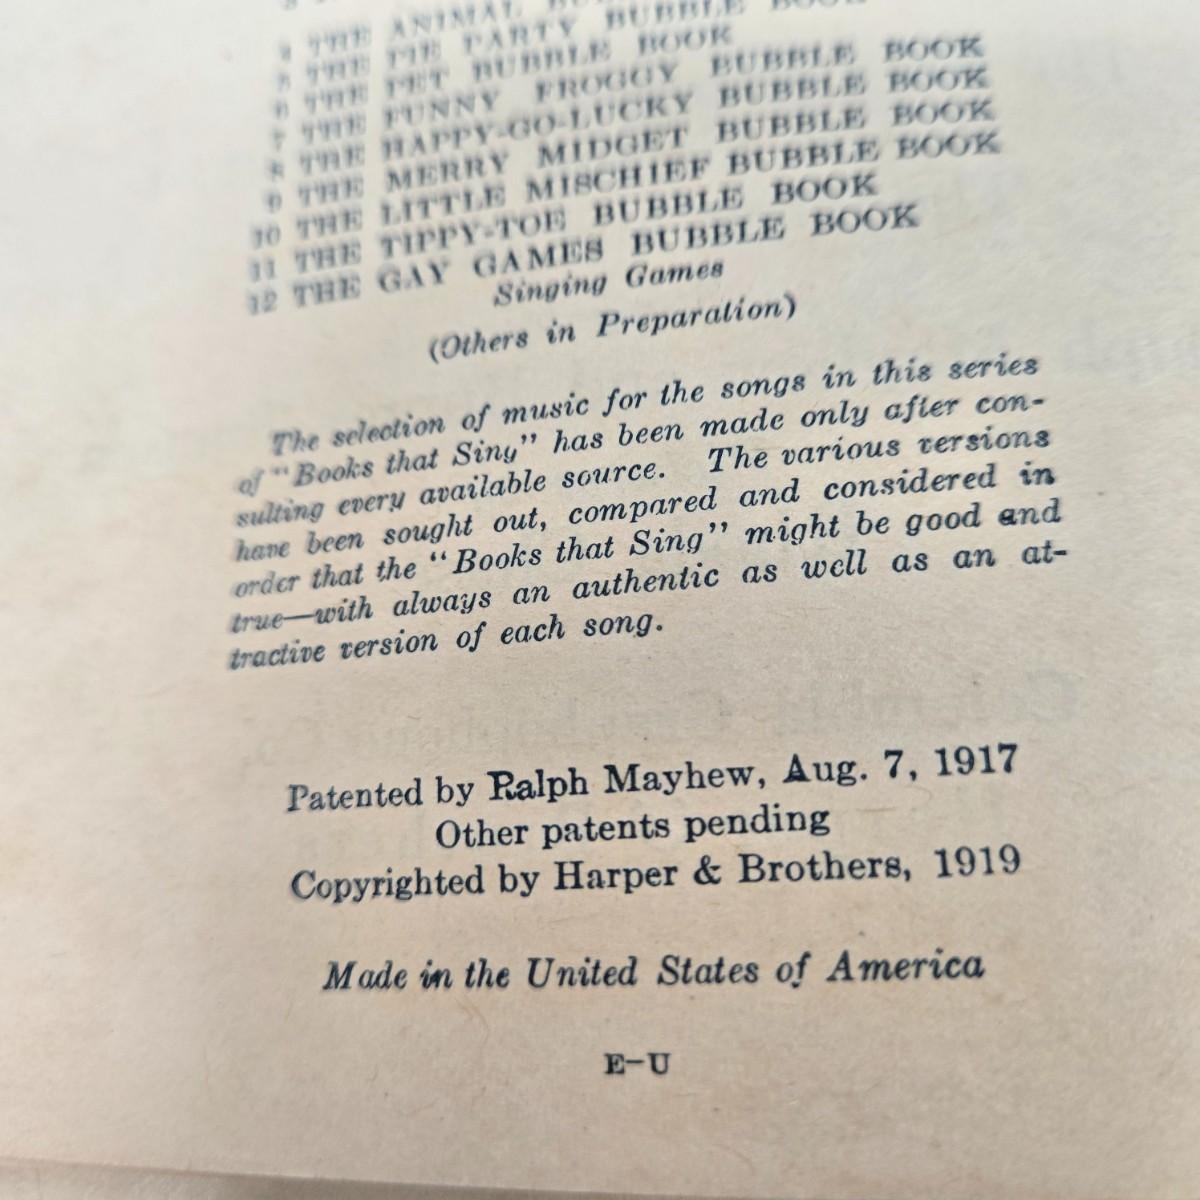 4 THE ANIMAL
5 THE PIE PARTY BUBBLE BOOK
6 THE PET BUBBLE BOOK
7 THE FUNNY FROGGY BUBBLE BOOK
8 THE HAPPY-GO-LUCKY BUBBLE BOOK
9 THE MERRY MIDGET BUBBLE BOOK
10 THE LITTLE MISCHIEF BUBBLE BOOK
11 THE TIPPY-TOE BUBBLE BOOK
12 THE GAY GAMES BUBBLE BOOK
Singing Games
(Others in Preparation)
The selection of music for the songs in this series
of "Books that Sing" has been made only after con-
sulting every available source. The various versions
have been sought out, compared and considered in
order that the "Books that Sing" might be good and
true—with always an authentic as well as an at-
tractive version of each song.
Patented by Ralph Mayhew, Aug. 7, 1917
Other patents pending
Copyrighted by Harper & Brothers, 1919
Made in the United States of America
E-U